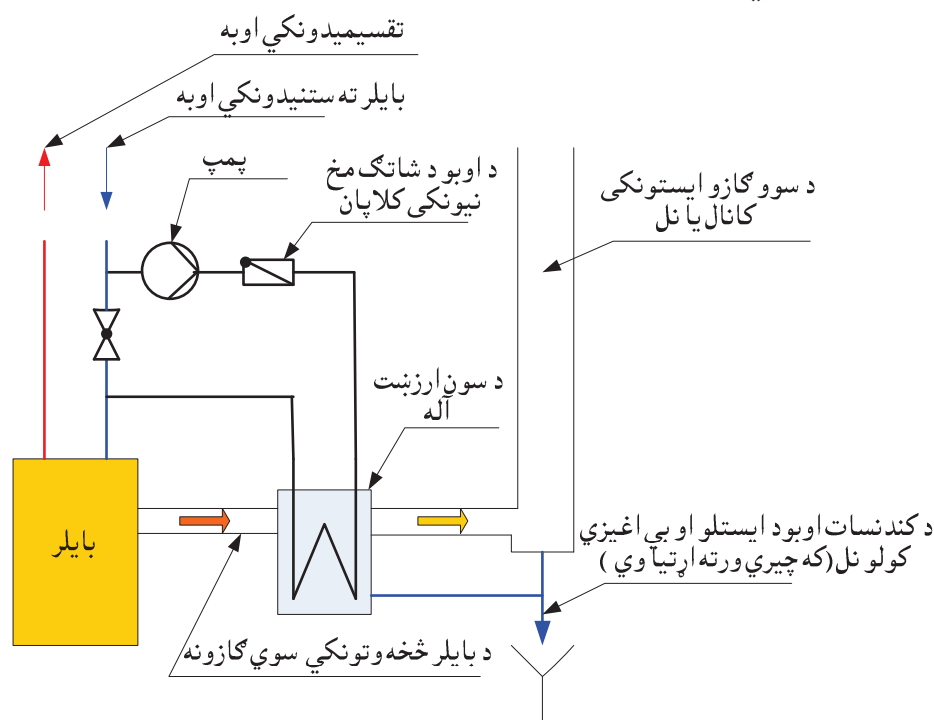 تقسیمیدونکي اوبه
بایلر ته ستنیدونکي اوبه
پمپ
د اوبو د شاتګ مخ
نیونکی کلاپان
د سوو ګازو ایستونکی
کانال یا نل
د سون ارزښت
آله
بایلر
د کندنسات اوبو د ایستلو او بي اغیزي
کولو نل(که چیري ورته اړتیا وي )
د بایلر څخه وتونکي سوي ګازونه